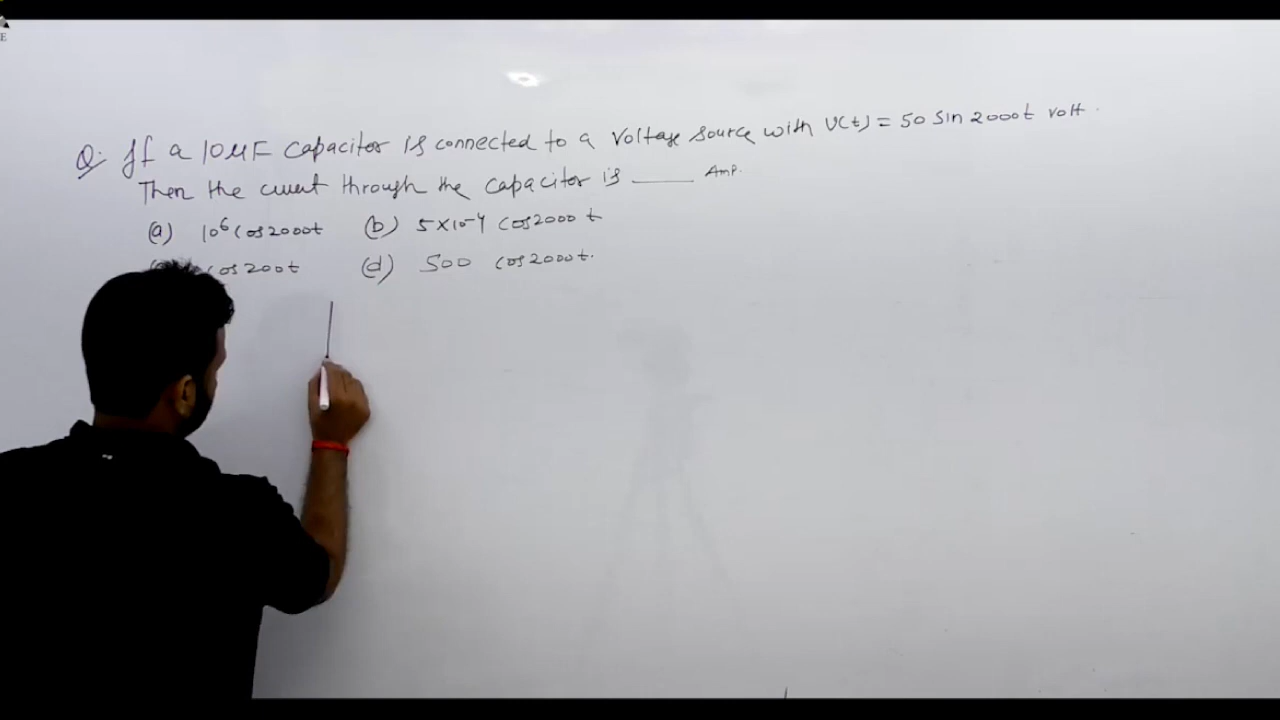 E
Q:- If a 10μF capacitor is connected to a voltage source with V(t) = 50 sin 2000t volt.
Then the current through the capacitor is ____ Amp.
(a) 10⁶ cos 2000t (b) 5×10⁻⁴ cos 2000 t
cos 200t (d) 500 cos 2000t.